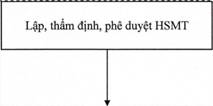 Lập, thẩm định, phê duyệt HSMT